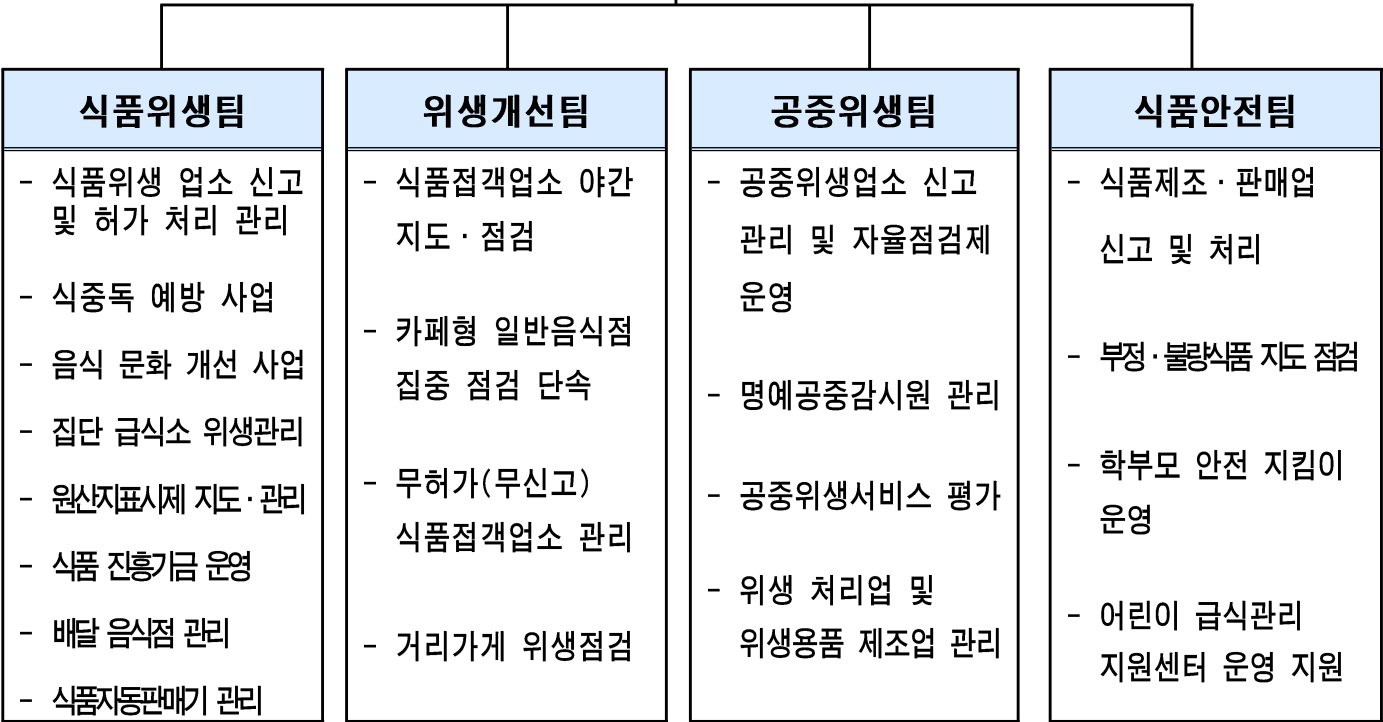 식품위생팀
- 식품위생 업소 신고
및 허가 처리 관리
- 식중독 예방 사업
- 음식 문화 개선 사업
- 집단 급식소 위생관리
- 원산지표시제 지도·관리
- 식품 진흥기금 운영
- 배달 음식점 관리
- 식품자동판매기 관리
위생개선팀
- 식품접객업소 야간
지도·점검
- 카페형 일반음식점
집중 점검 단속
- 무허가(무신고)
식품접객업소 관리
- 거리가게 위생점검
공중위생팀
- 공중위생업소 신고
관리 및 자율점검제
운영
- 명예공중감시원 관리
- 공중위생서비스 평가
- 위생 처리업 및
위생용품 제조업 관리
식품안전팀
- 식품제조·판매업
신고 및 처리
- 부정·불량식품 지도 점검
- 학부모 안전 지킴이
운영
- 어린이 급식관리
지원센터 운영 지원